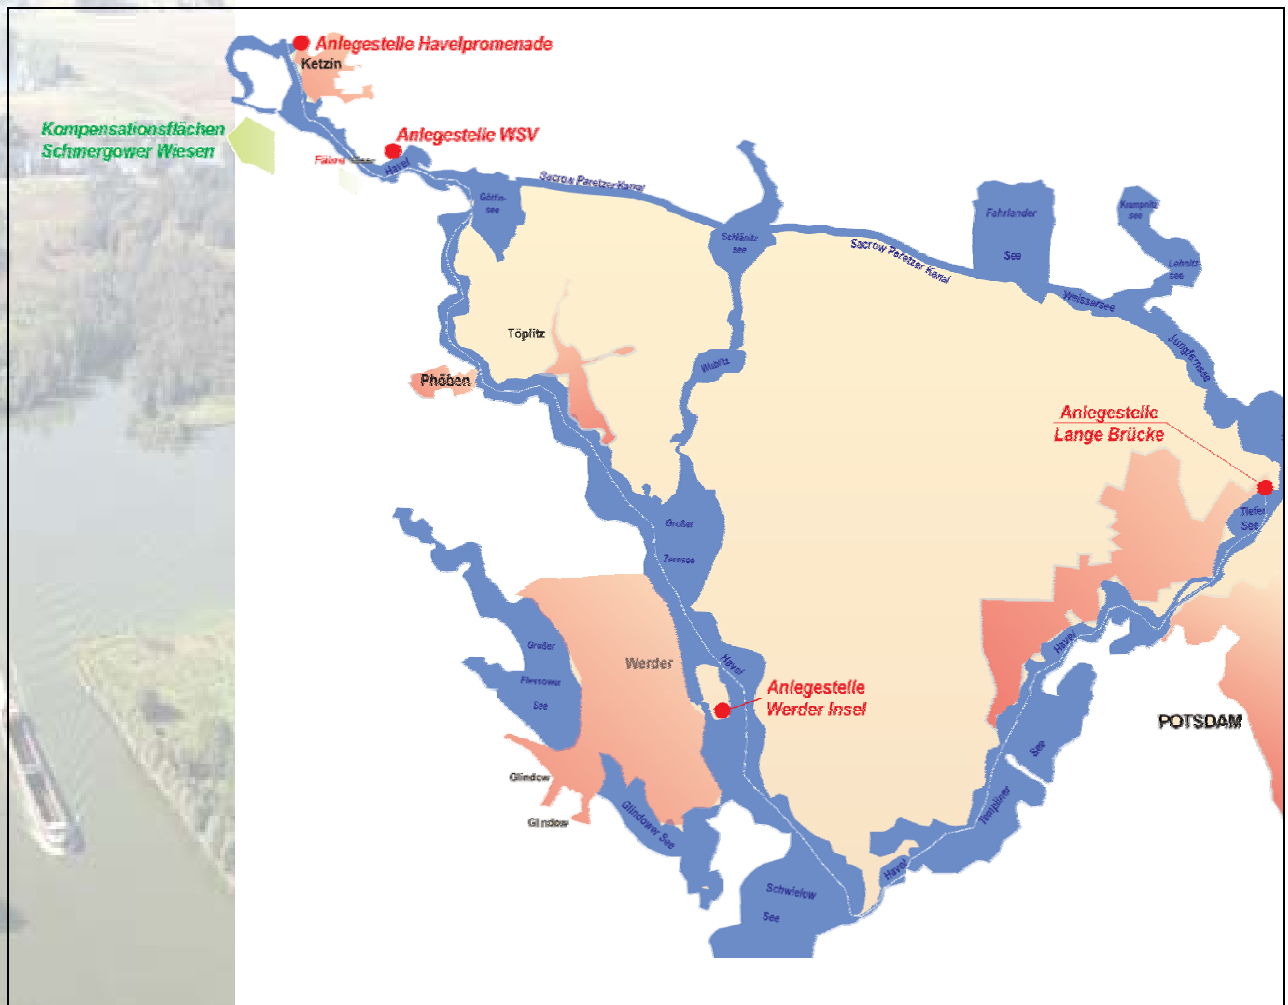 Anlegestelle Havelpromenade
Ketzin
Kompensationsflächen
Schmergower Wiesen
Anlegestelle WSV
Havel
Göttin-
see
Sacrow Paretzer Kanal
Schlänitz
see
Sacrow Paretzer Kanal
Fahrlander
See
Krampnitz
see
Lehnitz-
see
Weissersee
Jungfernsee
Töplitz
Phöben
Wublitz
Anlegestelle
Lange Brücke
Tiefer
See
Großer
Zernsee
Großer
Plessower
See
Werder
Havel
Anlegestelle
Werder Insel
Havel
POTSDAM
See
Templiner
Glindow
Glindow
Glindower See
Havel
Schwielow
See